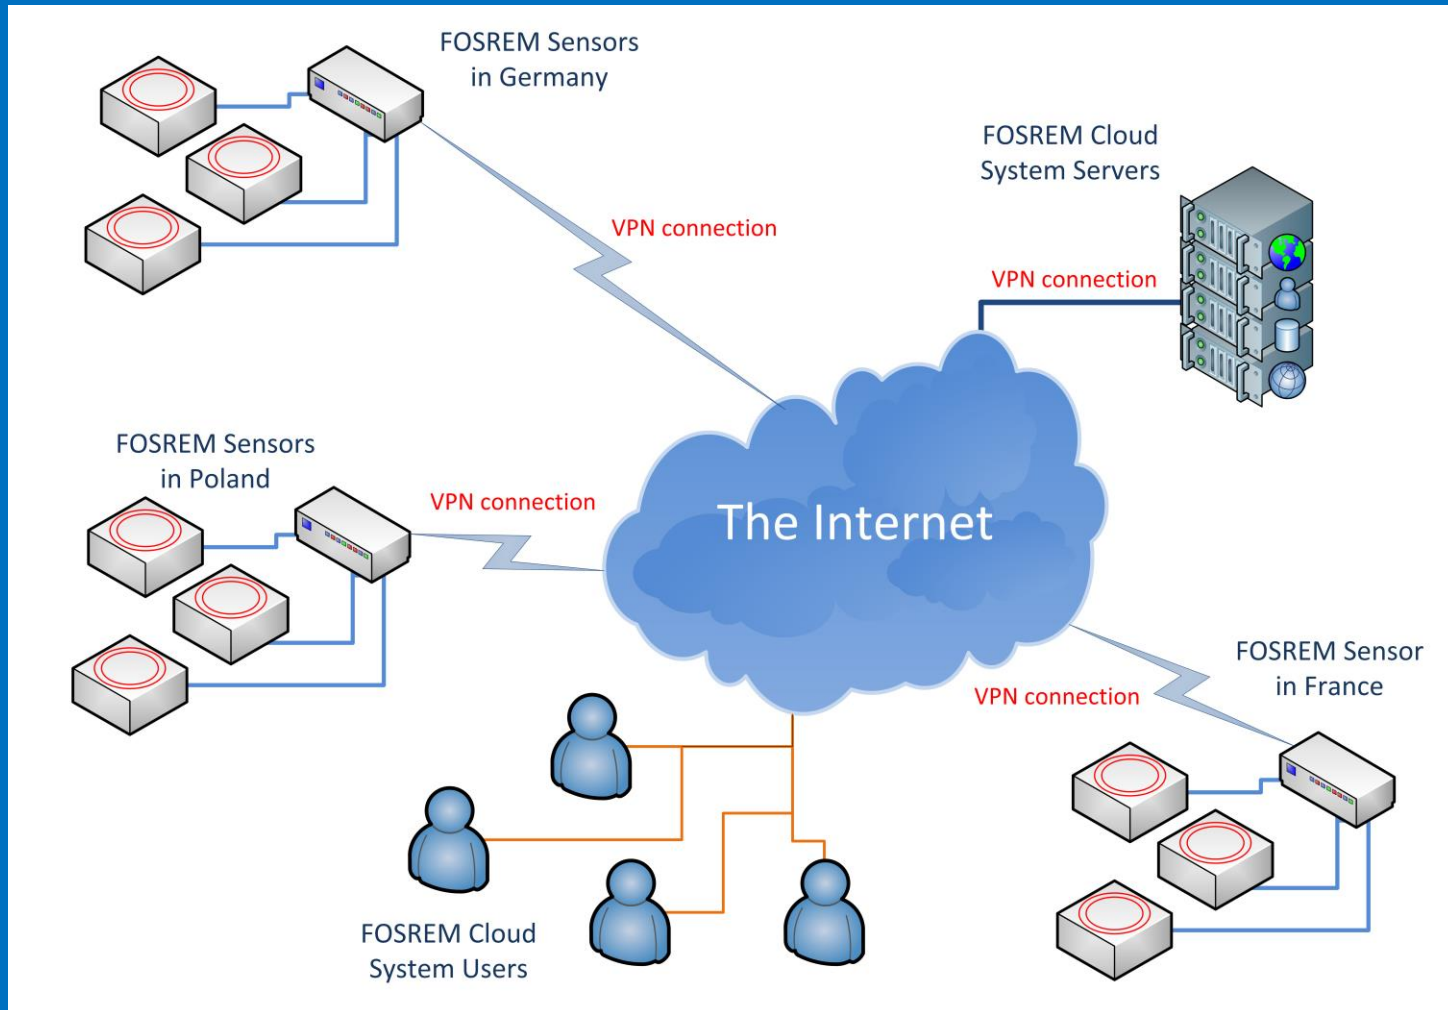 FOSREM Sensors
in Germany
FOSREM Cloud
System Servers
VPN connection
VPN connection
FOSREM Sensors
in Poland
VPN connection
The Internet
FOSREM Sensor
in France
VPN connection
FOSREM Cloud
System Users